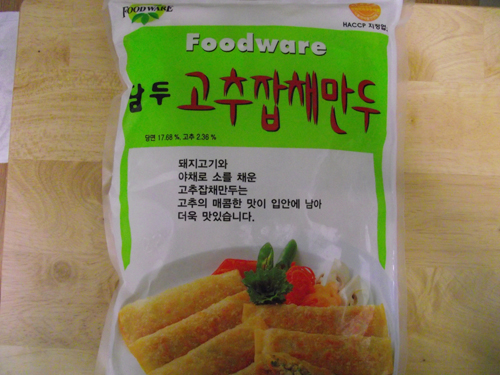 FOODWARE
HACCP 지정업
Foodware
남두 고추잡채만두
당면 17.68 %, 고추 2.36 %
돼지고기와
야채로 소를 채운
고추잡채만두는
고추의 매콤한 맛이 입안에 남아
더욱 맛있습니다.